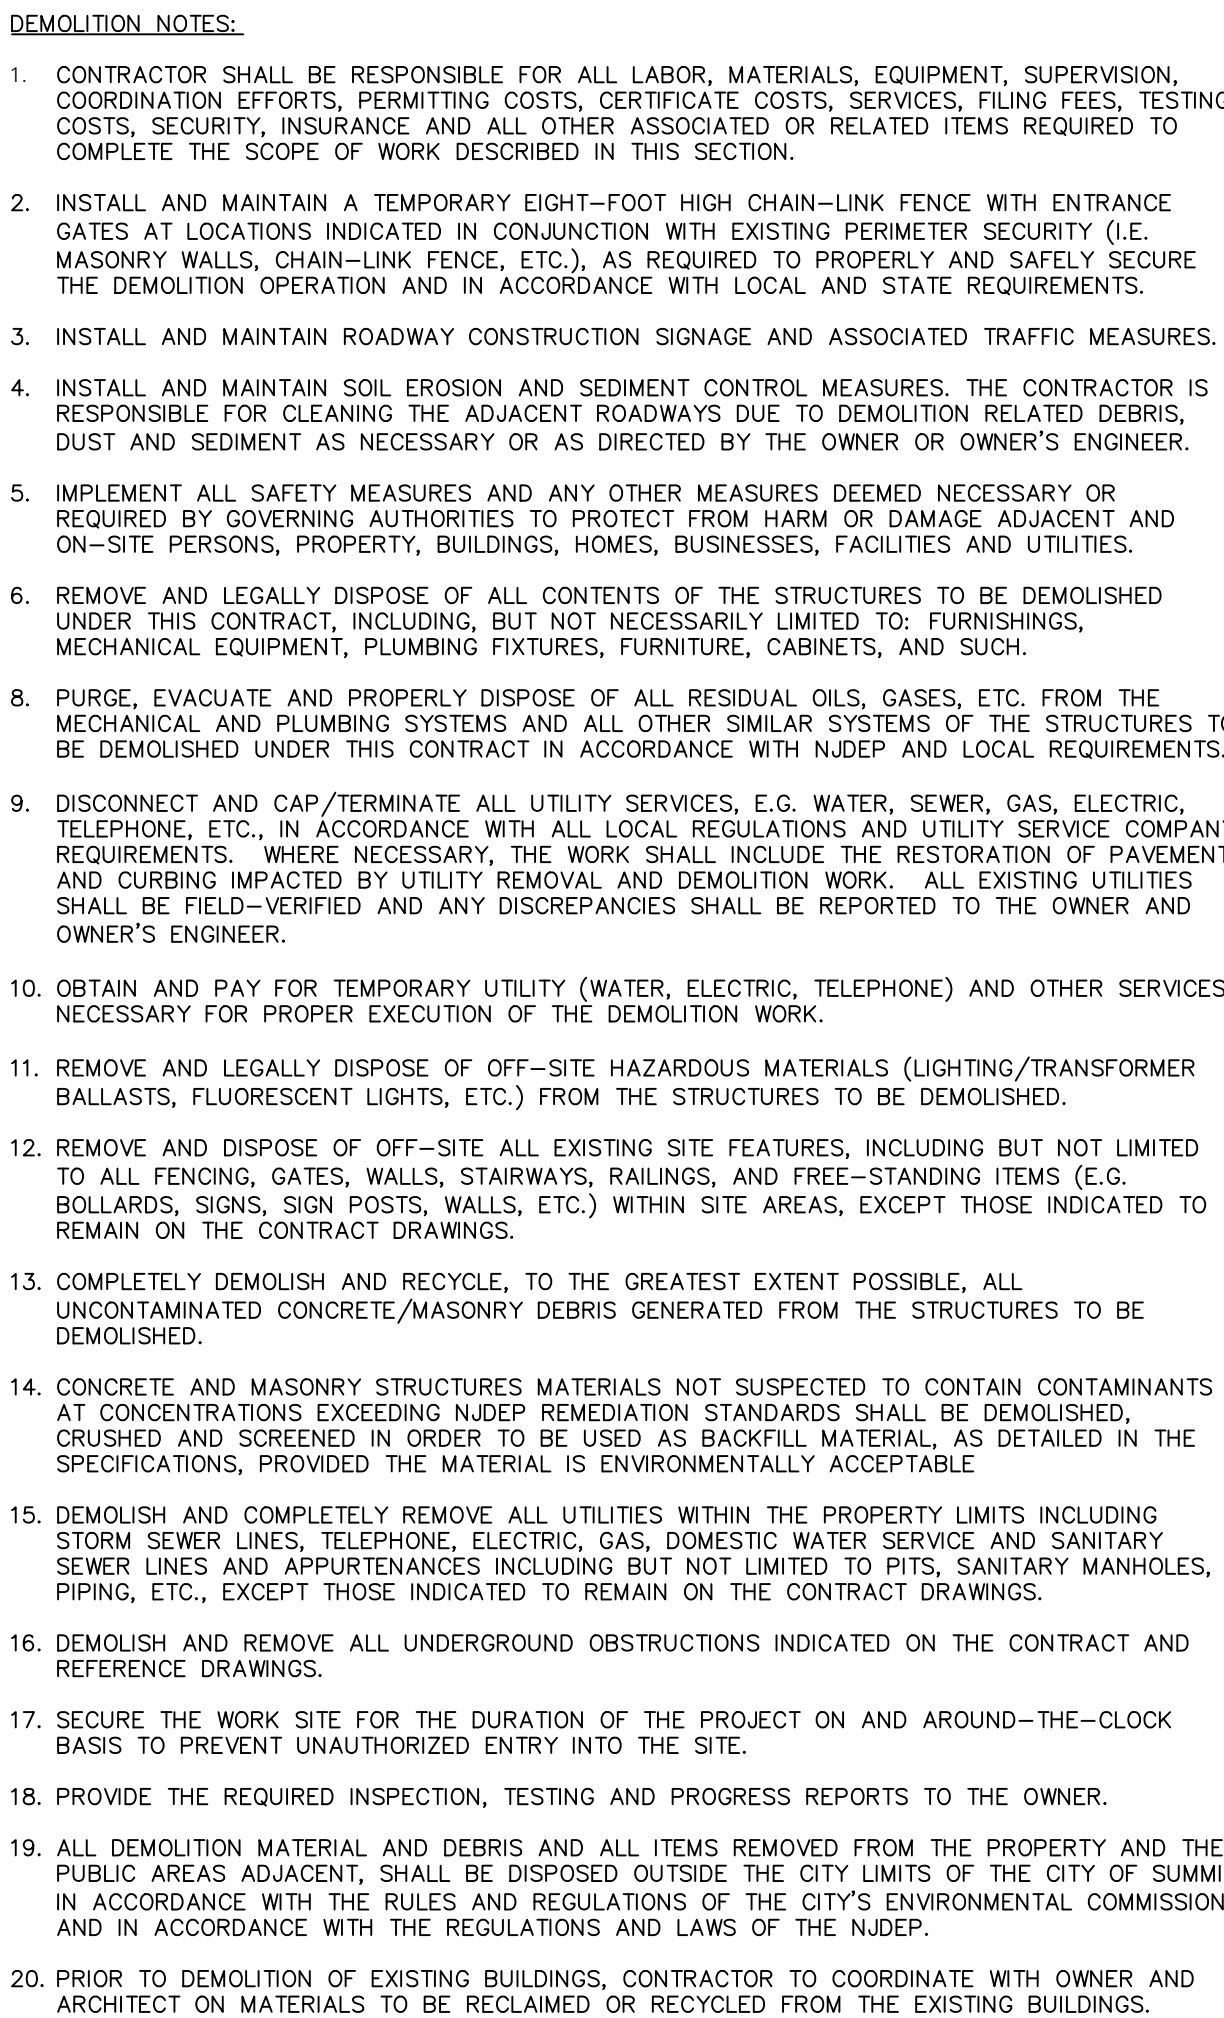 DEMOLITION NOTES:
1. CONTRACTOR SHALL BE RESPONSIBLE FOR ALL LABOR, MATERIALS, EQUIPMENT, SUPERVISION,
COORDINATION EFFORTS, PERMITTING COSTS, CERTIFICATE COSTS, SERVICES, FILING FEES, TESTING
COSTS, SECURITY, INSURANCE AND ALL OTHER ASSOCIATED OR RELATED ITEMS REQUIRED TO
COMPLETE THE SCOPE OF WORK DESCRIBED IN THIS SECTION.
2. INSTALL AND MAINTAIN A TEMPORARY EIGHT-FOOT HIGH CHAIN-LINK FENCE WITH ENTRANCE
GATES AT LOCATIONS INDICATED IN CONJUNCTION WITH EXISTING PERIMETER SECURITY (I.E.
MASONRY WALLS, CHAIN-LINK FENCE, ETC.), AS REQUIRED TO PROPERLY AND SAFELY SECURE
THE DEMOLITION OPERATION AND IN ACCORDANCE WITH LOCAL AND STATE REQUIREMENTS.
3. INSTALL AND MAINTAIN ROADWAY CONSTRUCTION SIGNAGE AND ASSOCIATED TRAFFIC MEASURES.
4. INSTALL AND MAINTAIN SOIL EROSION AND SEDIMENT CONTROL MEASURES. THE CONTRACTOR IS
RESPONSIBLE FOR CLEANING THE ADJACENT ROADWAYS DUE TO DEMOLITION RELATED DEBRIS,
DUST AND SEDIMENT AS NECESSARY OR AS DIRECTED BY THE OWNER OR OWNER'S ENGINEER.
5. IMPLEMENT ALL SAFETY MEASURES AND ANY OTHER MEASURES DEEMED NECESSARY OR
REQUIRED BY GOVERNING AUTHORITIES TO PROTECT FROM HARM OR DAMAGE ADJACENT AND
ON-SITE PERSONS, PROPERTY, BUILDINGS, HOMES, BUSINESSES, FACILITIES AND UTILITIES.
6. REMOVE AND LEGALLY DISPOSE OF ALL CONTENTS OF THE STRUCTURES TO BE DEMOLISHED
UNDER THIS CONTRACT, INCLUDING, BUT NOT NECESSARILY LIMITED TO: FURNISHINGS,
MECHANICAL EQUIPMENT, PLUMBING FIXTURES, FURNITURE, CABINETS, AND SUCH.
8. PURGE, EVACUATE AND PROPERLY DISPOSE OF ALL RESIDUAL OILS, GASES, ETC. FROM THE
MECHANICAL AND PLUMBING SYSTEMS AND ALL OTHER SIMILAR SYSTEMS OF THE STRUCTURES TO
BE DEMOLISHED UNDER THIS CONTRACT IN ACCORDANCE WITH NJDEP AND LOCAL REQUIREMENTS.
9. DISCONNECT AND CAP/TERMINATE ALL UTILITY SERVICES, E.G. WATER, SEWER, GAS, ELECTRIC,
TELEPHONE, ETC., IN ACCORDANCE WITH ALL LOCAL REGULATIONS AND UTILITY SERVICE COMPANY
REQUIREMENTS. WHERE NECESSARY, THE WORK SHALL INCLUDE THE RESTORATION OF PAVEMENT
AND CURBING IMPACTED BY UTILITY REMOVAL AND DEMOLITION WORK. ALL EXISTING UTILITIES
SHALL BE FIELD-VERIFIED AND ANY DISCREPANCIES SHALL BE REPORTED TO THE OWNER AND
OWNER'S ENGINEER.
10. OBTAIN AND PAY FOR TEMPORARY UTILITY (WATER, ELECTRIC, TELEPHONE) AND OTHER SERVICES
NECESSARY FOR PROPER EXECUTION OF THE DEMOLITION WORK.
11. REMOVE AND LEGALLY DISPOSE OF OFF-SITE HAZARDOUS MATERIALS (LIGHTING/TRANSFORMER
BALLASTS, FLUORESCENT LIGHTS, ETC.) FROM THE STRUCTURES TO BE DEMOLISHED.
12. REMOVE AND DISPOSE OF OFF-SITE ALL EXISTING SITE FEATURES, INCLUDING BUT NOT LIMITED
TO ALL FENCING, GATES, WALLS, STAIRWAYS, RAILINGS, AND FREE-STANDING ITEMS (E.G.
BOLLARDS, SIGNS, SIGN POSTS, WALLS, ETC.) WITHIN SITE AREAS, EXCEPT THOSE INDICATED TO
REMAIN ON THE CONTRACT DRAWINGS.
13. COMPLETELY DEMOLISH AND RECYCLE, TO THE GREATEST EXTENT POSSIBLE, ALL
UNCONTAMINATED CONCRETE/MASONRY DEBRIS GENERATED FROM THE STRUCTURES TO BE
DEMOLISHED.
14. CONCRETE AND MASONRY STRUCTURES MATERIALS NOT SUSPECTED TO CONTAIN CONTAMINANTS
AT CONCENTRATIONS EXCEEDING NJDEP REMEDIATION STANDARDS SHALL BE DEMOLISHED,
CRUSHED AND SCREENED IN ORDER TO BE USED AS BACKFILL MATERIAL, AS DETAILED IN THE
SPECIFICATIONS, PROVIDED THE MATERIAL IS ENVIRONMENTALLY ACCEPTABLE
15. DEMOLISH AND COMPLETELY REMOVE ALL UTILITIES WITHIN THE PROPERTY LIMITS INCLUDING
STORM SEWER LINES, TELEPHONE, ELECTRIC, GAS, DOMESTIC WATER SERVICE AND SANITARY
SEWER LINES AND APPURTENANCES INCLUDING BUT NOT LIMITED TO PITS, SANITARY MANHOLES,
PIPING, ETC., EXCEPT THOSE INDICATED TO REMAIN ON THE CONTRACT DRAWINGS.
16. DEMOLISH AND REMOVE ALL UNDERGROUND OBSTRUCTIONS INDICATED ON THE CONTRACT AND
REFERENCE DRAWINGS.
17. SECURE THE WORK SITE FOR THE DURATION OF THE PROJECT ON AND AROUND-THE-CLOCK
BASIS TO PREVENT UNAUTHORIZED ENTRY INTO THE SITE.
18. PROVIDE THE REQUIRED INSPECTION, TESTING AND PROGRESS REPORTS TO THE OWNER.
19. ALL DEMOLITION MATERIAL AND DEBRIS AND ALL ITEMS REMOVED FROM THE PROPERTY AND THE
PUBLIC AREAS ADJACENT, SHALL BE DISPOSED OUTSIDE THE CITY LIMITS OF THE CITY OF SUMMI
IN ACCORDANCE WITH THE RULES AND REGULATIONS OF THE CITY'S ENVIRONMENTAL COMMISSION
AND IN ACCORDANCE WITH THE REGULATIONS AND LAWS OF THE NJDEP.
20. PRIOR TO DEMOLITION OF EXISTING BUILDINGS, CONTRACTOR TO COORDINATE WITH OWNER AND
ARCHITECT ON MATERIALS TO BE RECLAIMED OR RECYCLED FROM THE EXISTING BUILDINGS.